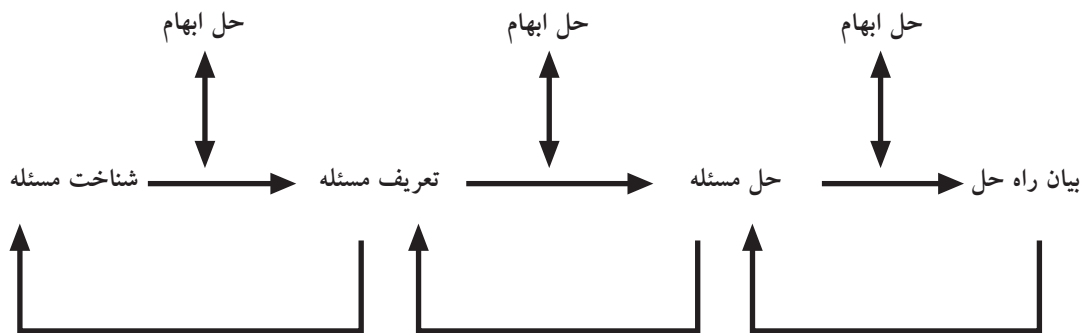 حل ابهام
حل ابهام
حل ابهام
شناخت مسئله
تعریف مسئله
حل مسئله
بیان راه حل